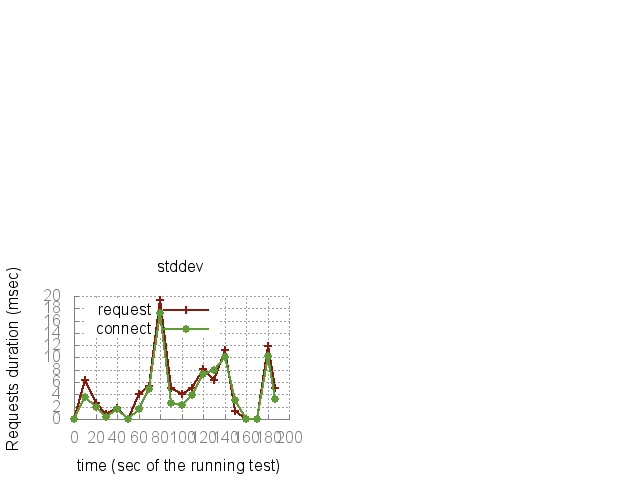 stddev
Requests duration (msec)
20
18
16
14
12
10
8
6
4
2
0
request
connect
0 20 40 60 80 100 120 140 160 180 200
time (sec of the running test)